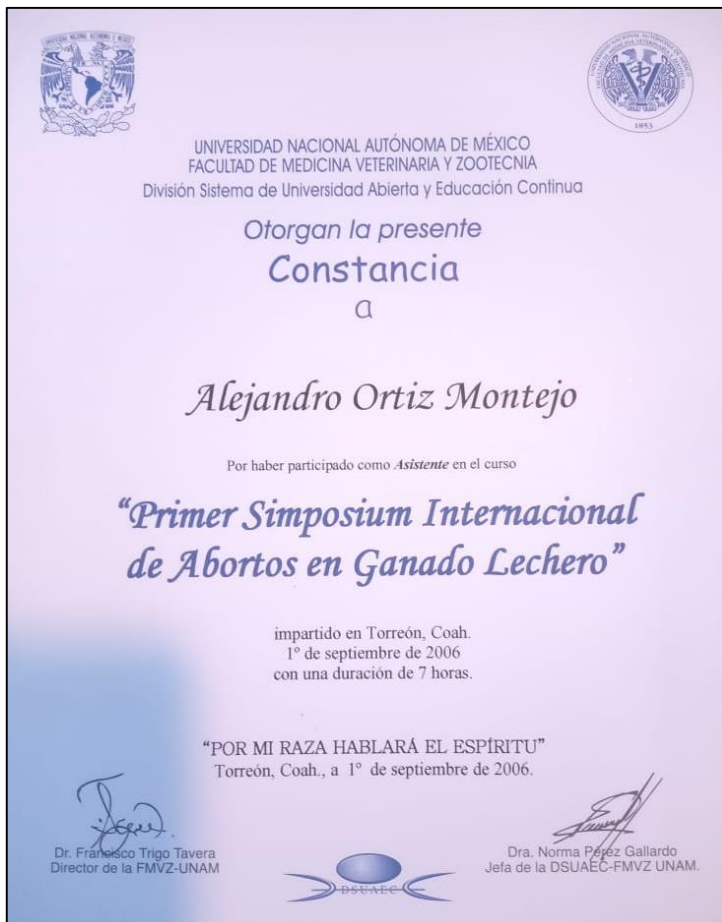 UNIVERSIDAD NACIONAL AUTÓNOMA DE MÉXICO
FACULTAD DE MEDICINA VETERINARIA Y ZOOTECNIA
División Sistema de Universidad Abierta y Educación Continua
Otorgan la presente
Constancia
a
Alejandro Ortiz Montejo
Por haber participado como Asistente en el curso
“Primer Simposium Internacional
de Abortos en Ganado Lechero”
impartido en Torreón, Coah.
1º de septiembre de 2006
con una duración de 7 horas.
“POR MI RAZA HABLARÁ EL ESPÍRITU”
Torreón, Coah., a 1º de septiembre de 2006.
Dr. Francisco Trigo Tavera
Director de la FMVZ-UNAM
DSUAEC
Dra. Norma Pérez Gallardo
Jefa de la DSUAEC-FMVZ UNAM.
1853